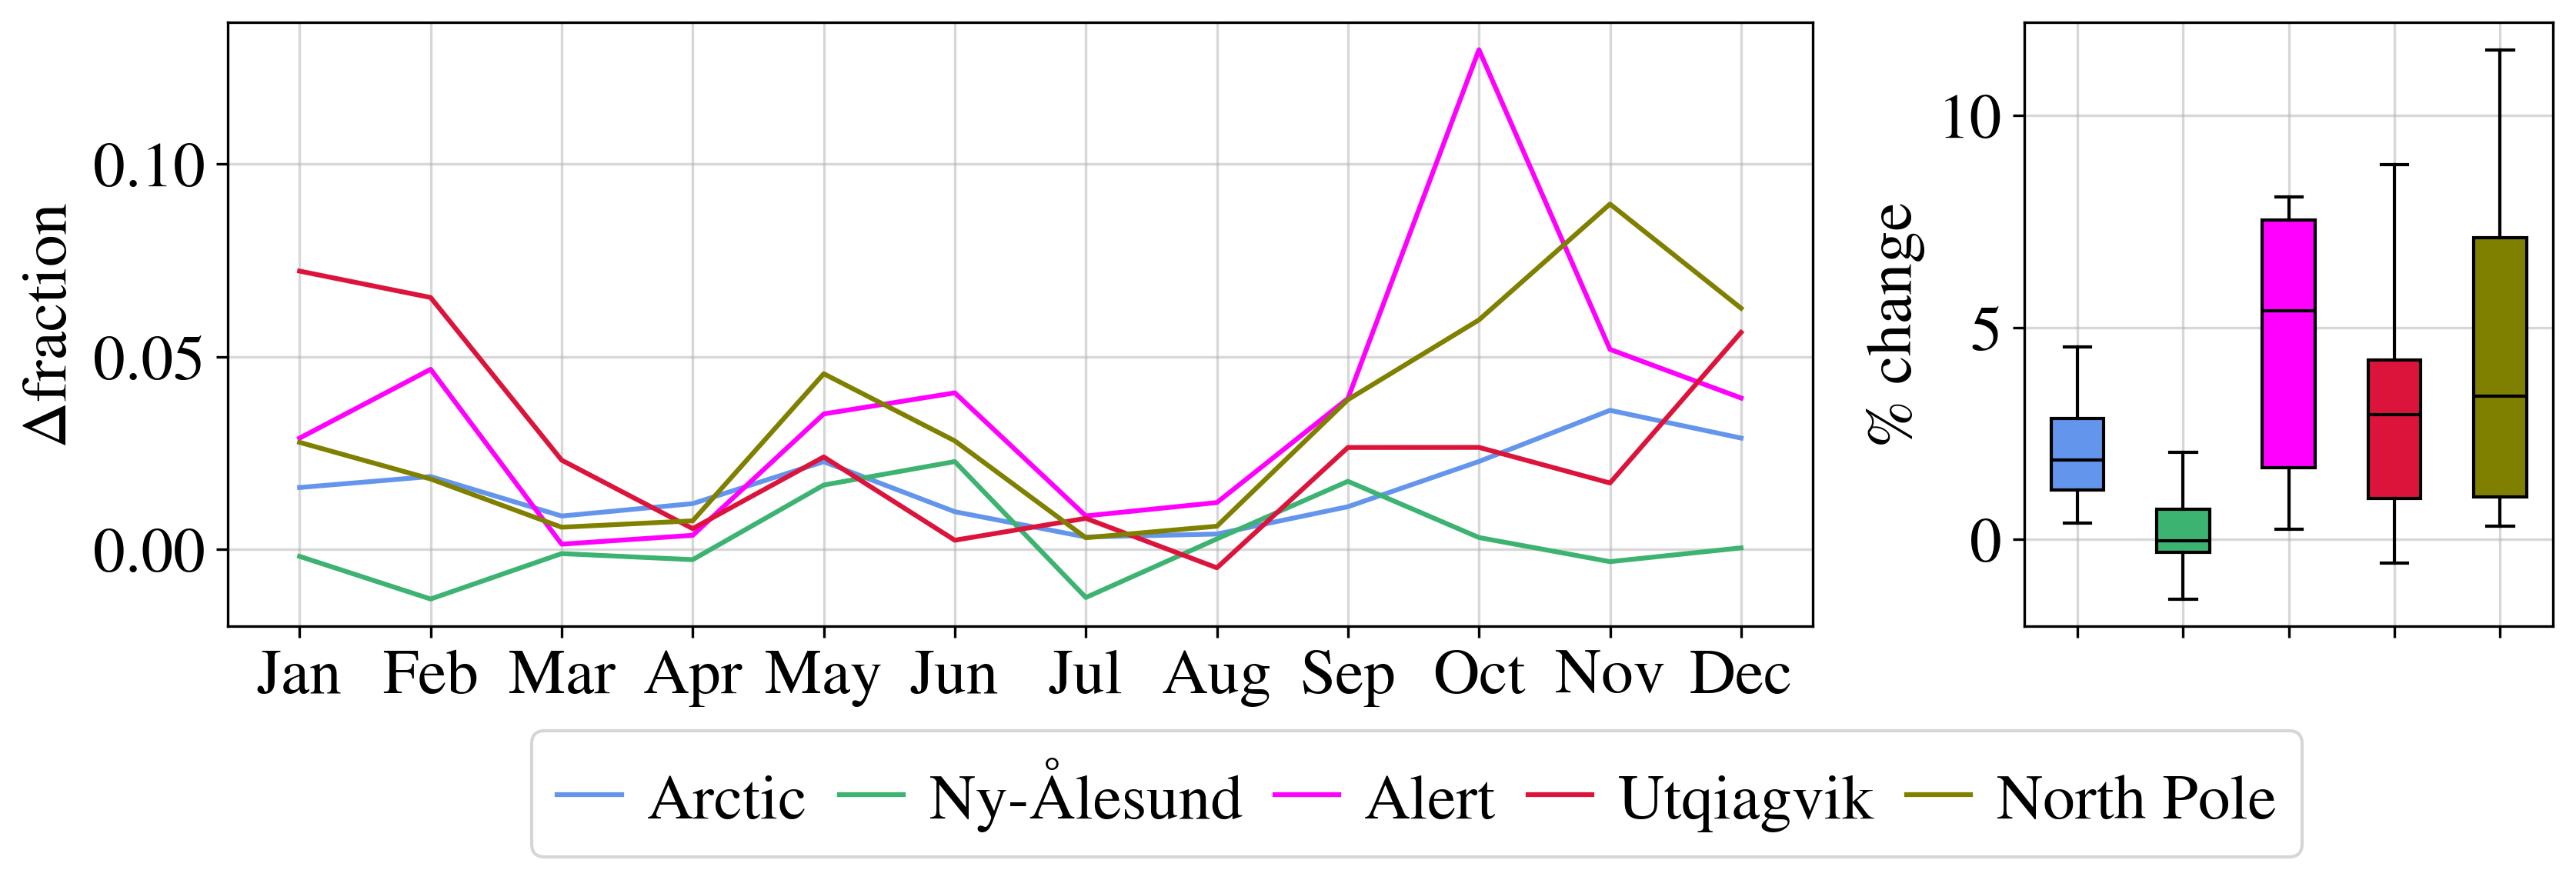 Δfraction
0.10
0.05
0.00
Jan Feb Mar Apr May Jun Jul Aug Sep Oct Nov Dec
% change
10
5
0
Arctic Ny-Ålesund Alert Utqiagvik North Pole